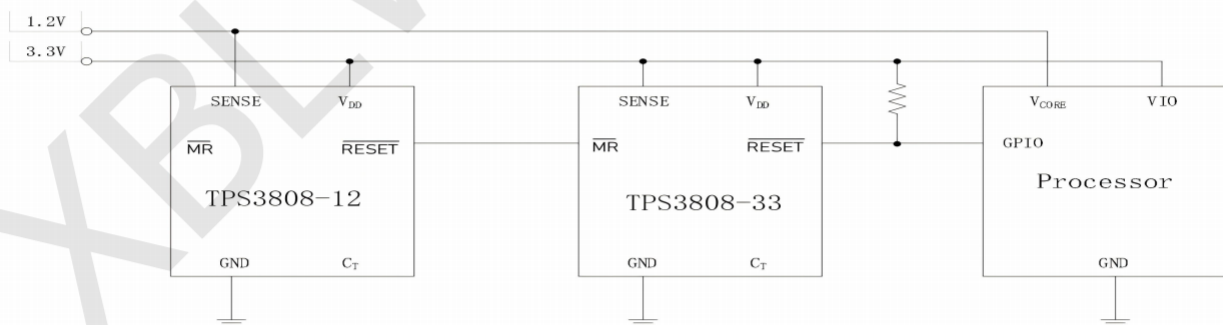 1.2V
3.3V
SENSE VDD
MR RESET
TPS3808-12
GND CT
SENSE VDD
MR RESET
TPS3808-33
GND CT
VCORE VIO
GPIO
Processor
GND
XBLW